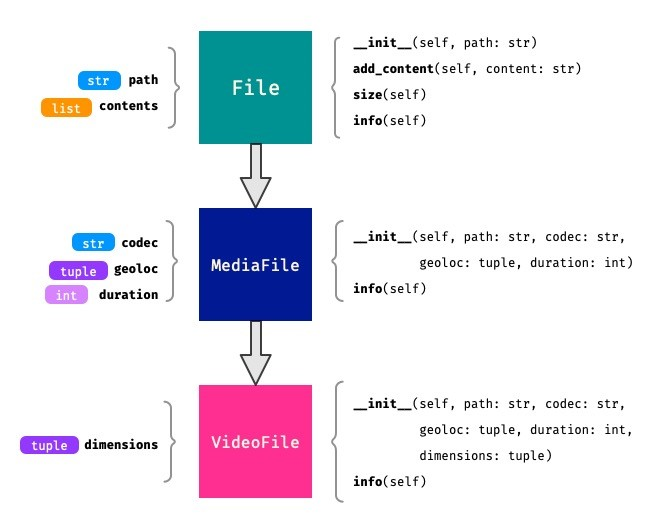 File
str path
list contents
__init__(self, path: str)
add_content(self, content: str)
size(self)
info(self)
MediaFile
str codec
tuple geoloc
int duration
__init__(self, path: str, codec: str,
geoloc: tuple, duration: int)
info(self)
VideoFile
tuple dimensions
__init__(self, path: str, codec: str,
geoloc: tuple, duration: int,
dimensions: tuple)
info(self)